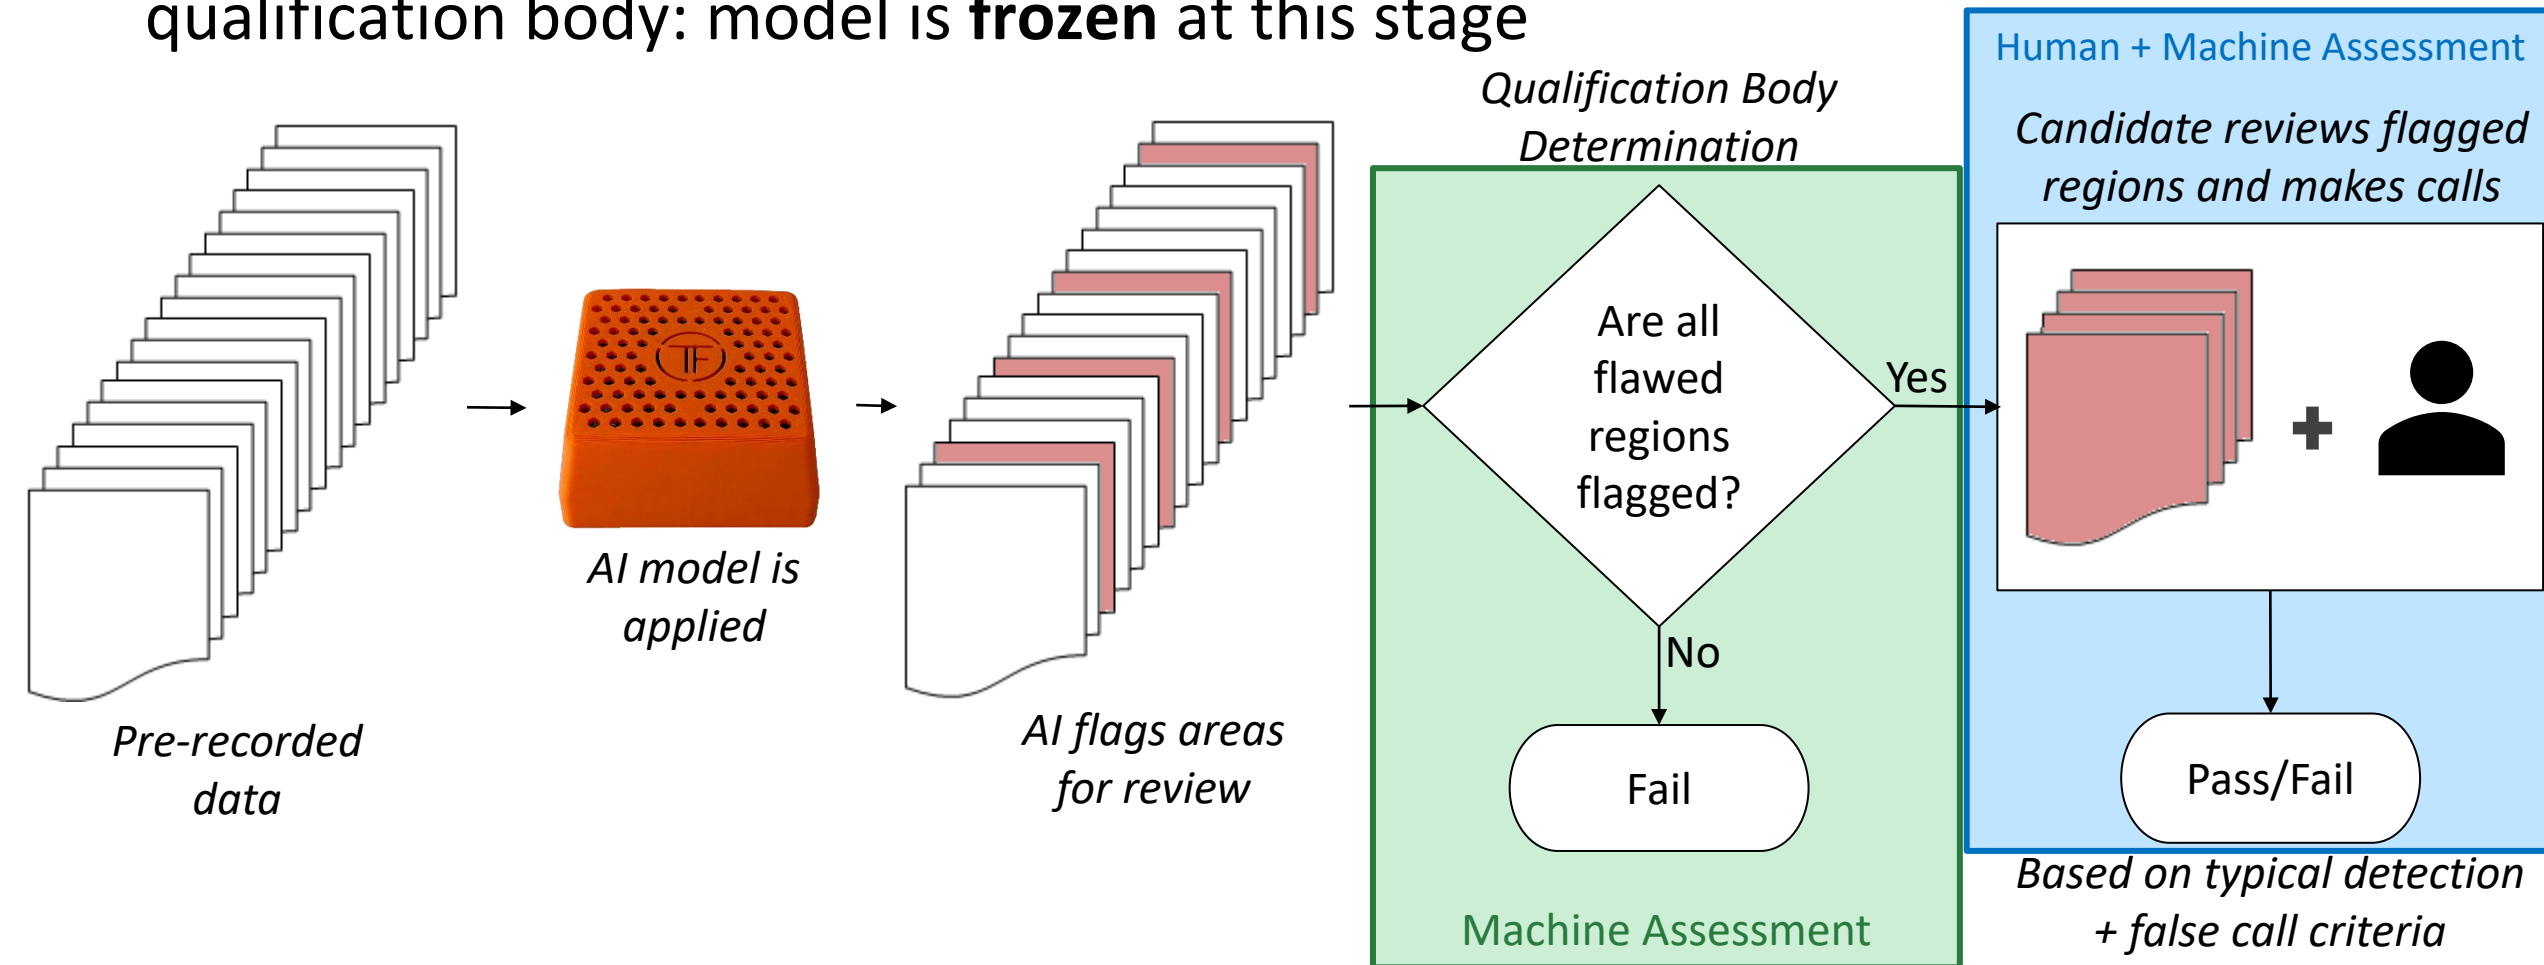 qualification body: model is frozen at this stage
Human + Machine Assessment
Qualification Body
Determination
Candidate reviews flagged
regions and makes calls
Are all
flawed
regions
flagged?
Yes
No
Fail
Machine Assessment
TF
AI model is
applied
Pre-recorded
data
AI flags areas
for review
Pass/Fail
Based on typical detection
+ false call criteria